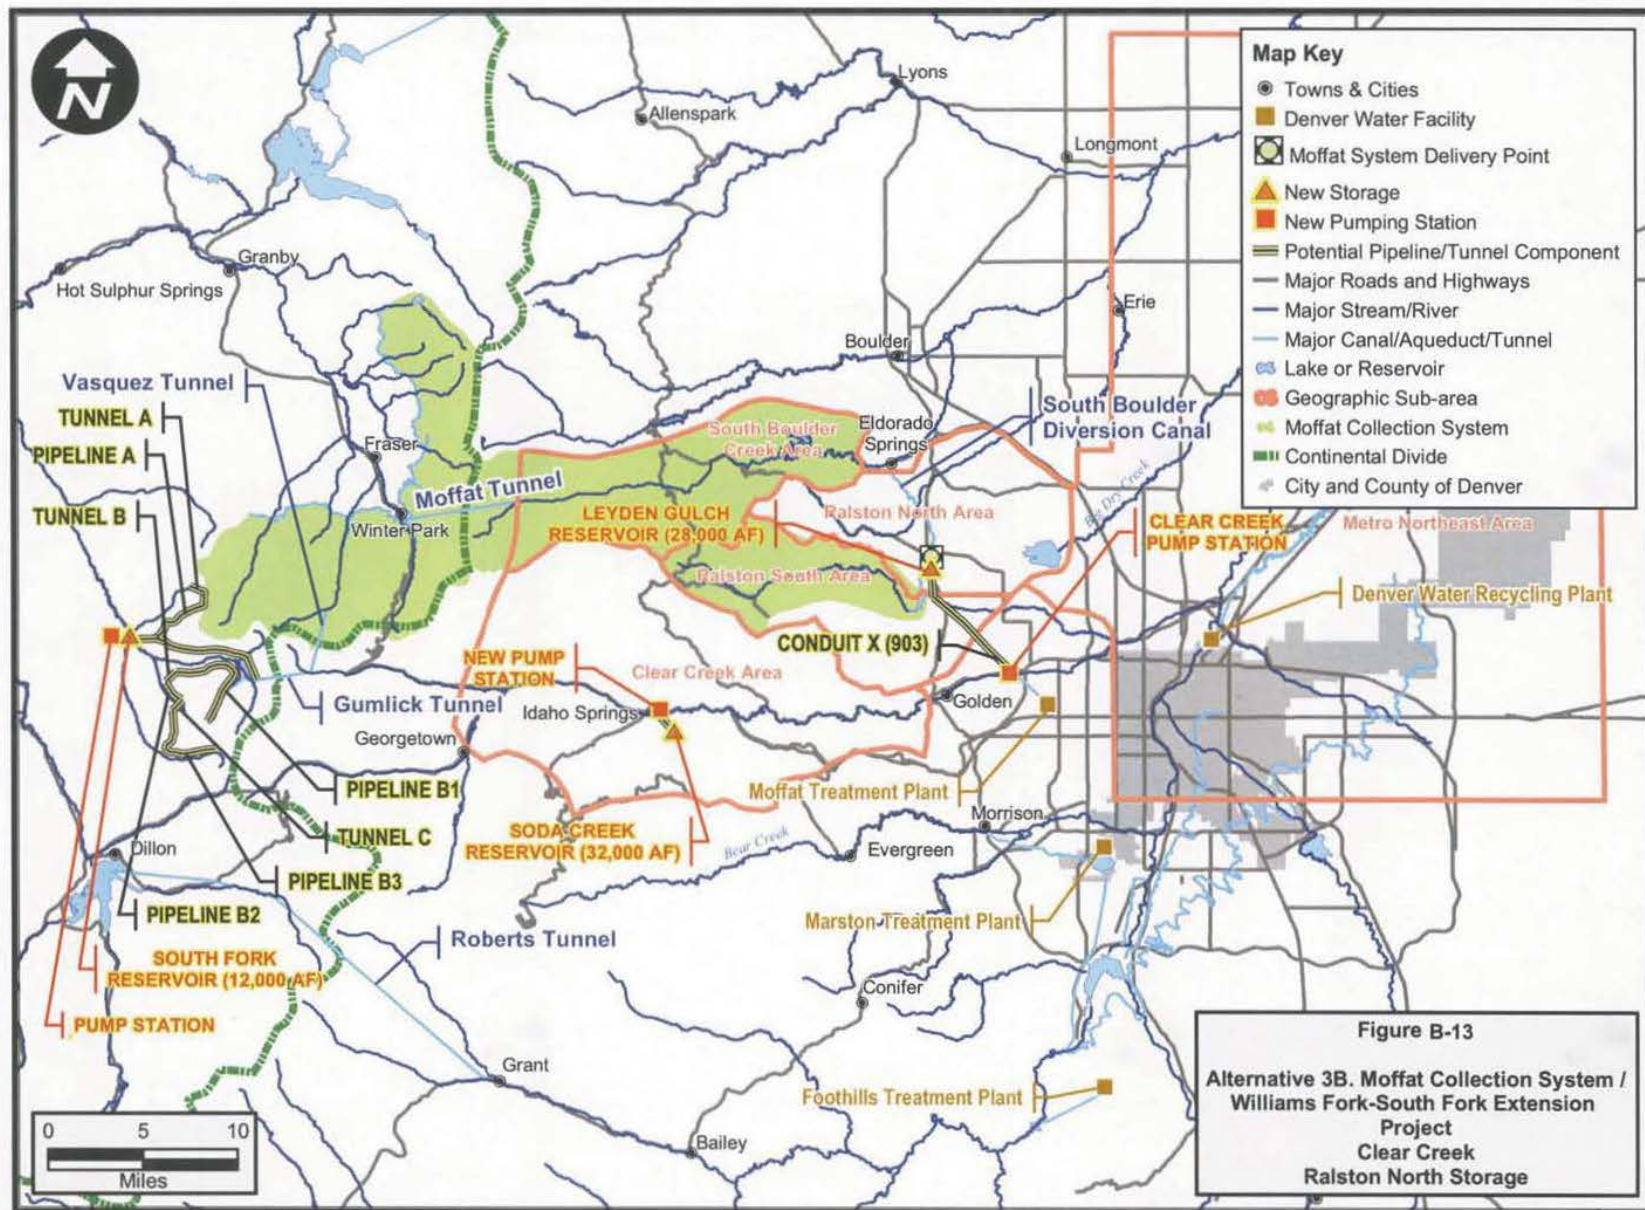 N
Map Key
Towns & Cities
Denver Water Facility
Moffat System Delivery Point
New Storage
New Pumping Station
Potential Pipeline/Tunnel Component
Major Roads and Highways
Major Stream/River
Major Canal/Aqueduct/Tunnel
Lake or Reservoir
Geographic Sub-area
Moffat Collection System
Continental Divide
City and County of Denver
Lyons
Allenspark
Longmont
Granby
Hot Sulphur Springs
Erie
Boulder
Vasquez Tunnel
TUNNEL A
PIPELINE A
TUNNEL B
Fraser
Moffat Tunnel
Winter Park
South Boulder
Creek Area
Eldorado
Springs
South Boulder
Diversion Canal
Big Dry Creek
LEYDEN GULCH
RESERVOIR (28,000 AF)
Ralston North Area
CLEAR CREEK
PUMP STATION
Metro Northeast Area
Ralston South Area
Denver Water Recycling Plant
CONDUIT X (903)
NEW PUMP
STATION
Clear Creek Area
Gumlick Tunnel
Idaho Springs
Golden
Georgetown
PIPELINE B1
Moffat Treatment Plant
Morrison
TUNNEL C
SODA CREEK
RESERVOIR (32,000 AF)
Bear Creek
Evergreen
Dillon
PIPELINE B3
PIPELINE B2
Marston Treatment Plant
Roberts Tunnel
SOUTH FORK
RESERVOIR (12,000 AF)
Conifer
PUMP STATION
Grant
Foothills Treatment Plant
Bailey
0 5 10
Miles
Figure B-13
Alternative 3B. Moffat Collection System /
Williams Fork-South Fork Extension
Project
Clear Creek
Ralston North Storage